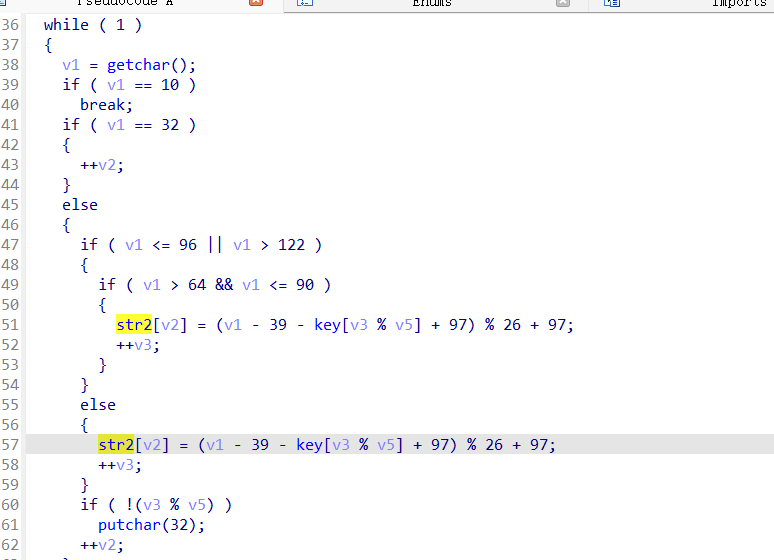 Pseudocode A Enums Imports
36 while ( 1 )
37 {
38 v1 = getchar();
39 if ( v1 == 10 )
40 break;
41 if ( v1 == 32 )
42 {
43 ++v2;
44 }
45 else
46 {
47 if ( v1 <= 96 || v1 > 122 )
48 {
49 if ( v1 > 64 && v1 <= 90 )
50 {
51 str2[v2] = (v1 - 39 - key[v3 % v5] + 97) % 26 + 97;
52 ++v3;
53 }
54 }
55 else
56 {
57 str2[v2] = (v1 - 39 - key[v3 % v5] + 97) % 26 + 97;
58 ++v3;
59 }
60 if ( !(v3 % v5) )
61 putchar(32);
62 ++v2;